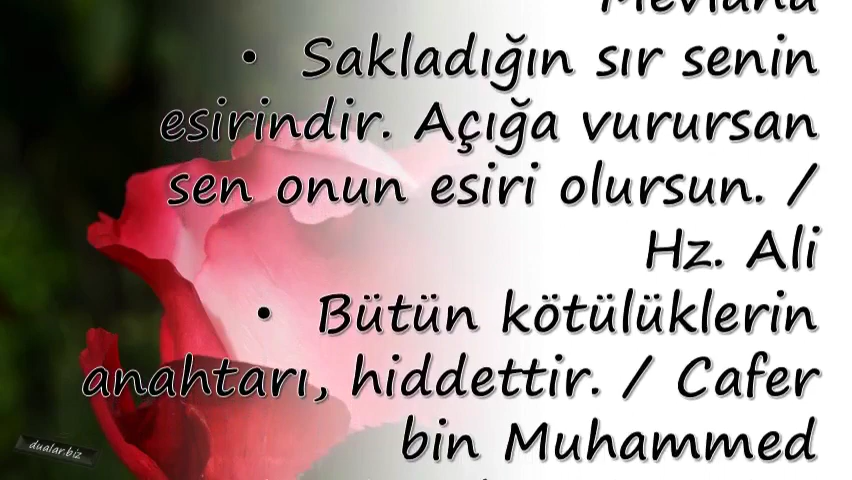 Mevlana
• Sakladığın sır senin
esirindir. Açığa vurursan
sen onun esiri olursun. /
Hz. Ali
• Bütün kötülüklerin
anahtarı, hiddettir. / Cafer
bin Muhammed
dualar.biz